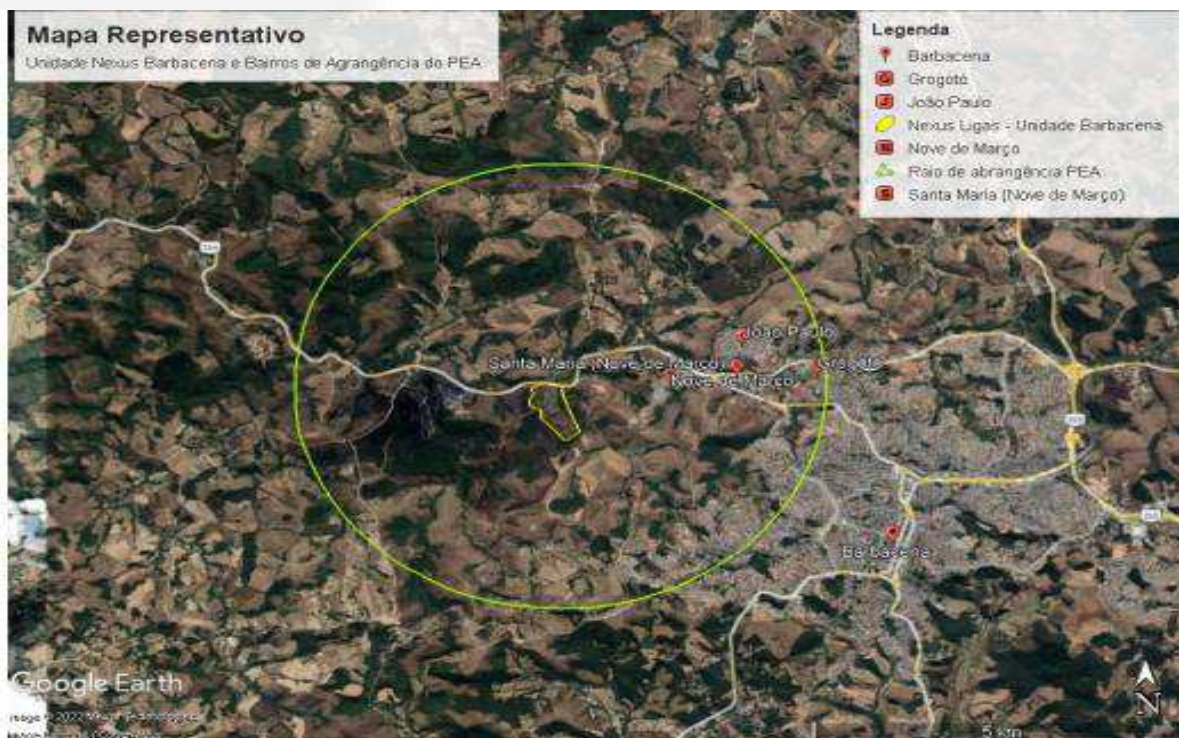 Mapa Representativo
Unidade Nexus Barbacena e Bairros de Agrangência do PEA
Legenda
Barbacena
Grogotó
João Paulo
Nexus Ligas - Unidade Barbacena
Nove de Março
Raio de abrangência PEA
Santa Maria (Nove de Março)
João Paulo
Santa Maria (Nove de Março)
Grogotó
Nove de Março
Barbacena
Google Earth
N
5 km